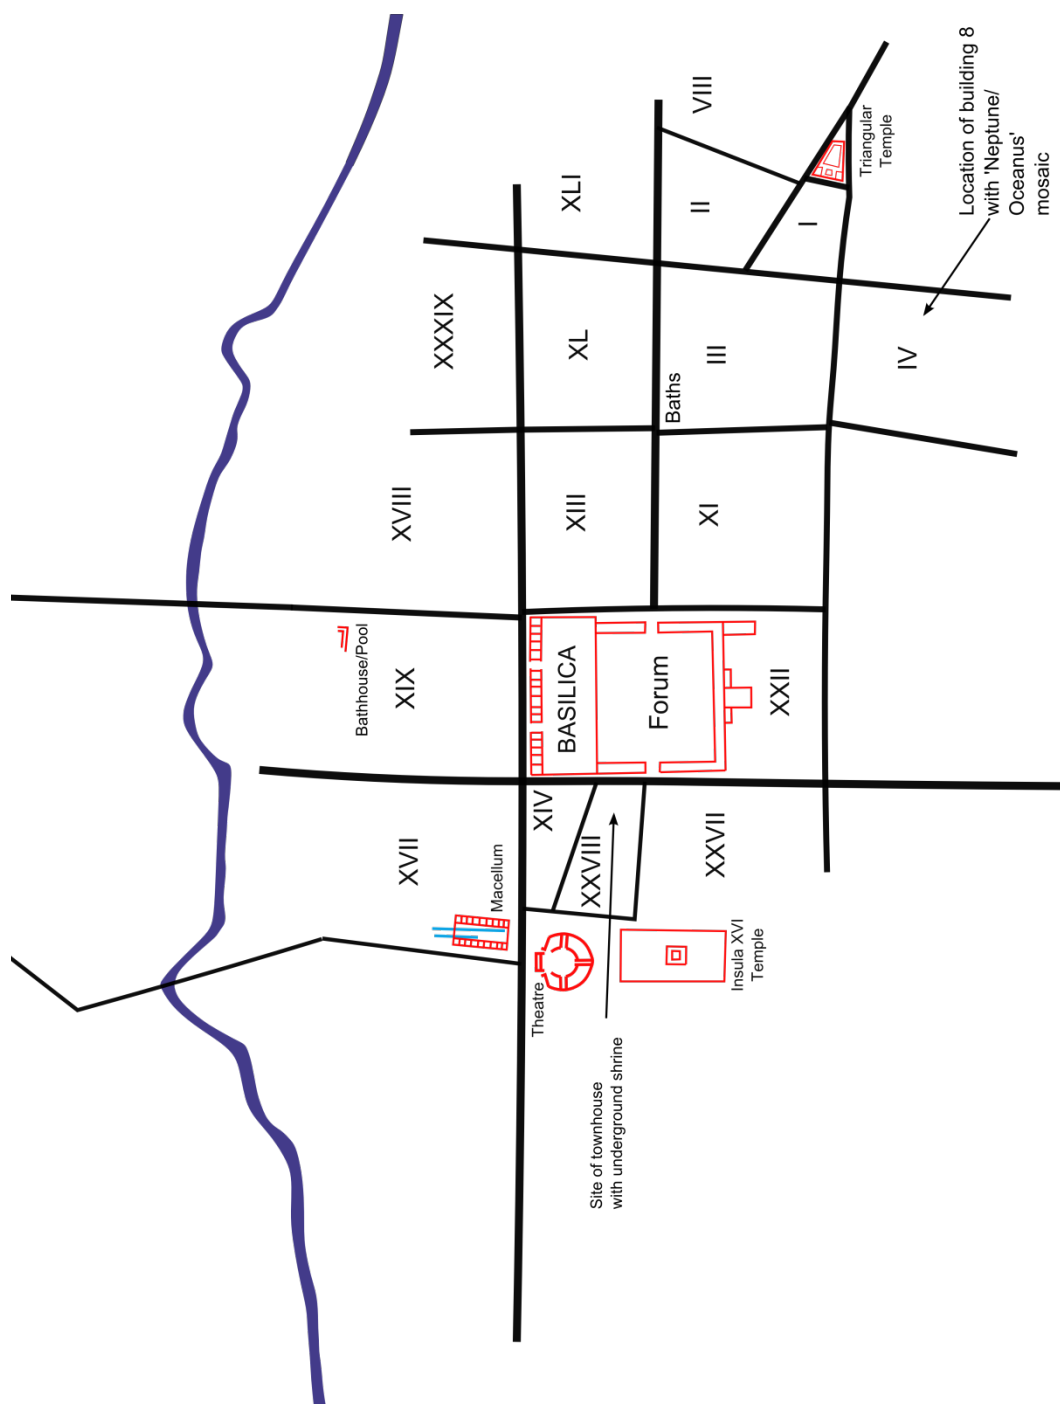 VIII
Triangular
Temple
Location of building 8
with 'Neptune/
Oceanus'
mosaic
XLI
II
I
XXXIX
XL
III
IV
Baths
XVIII
XIII
XI
Bathhouse/Pool
XIX
BASILICA
Forum
XXII
XVII
Macellum
XIV
XXVIII
XXVII
Theatre
Insula XVI
Temple
Site of townhouse
with underground shrine